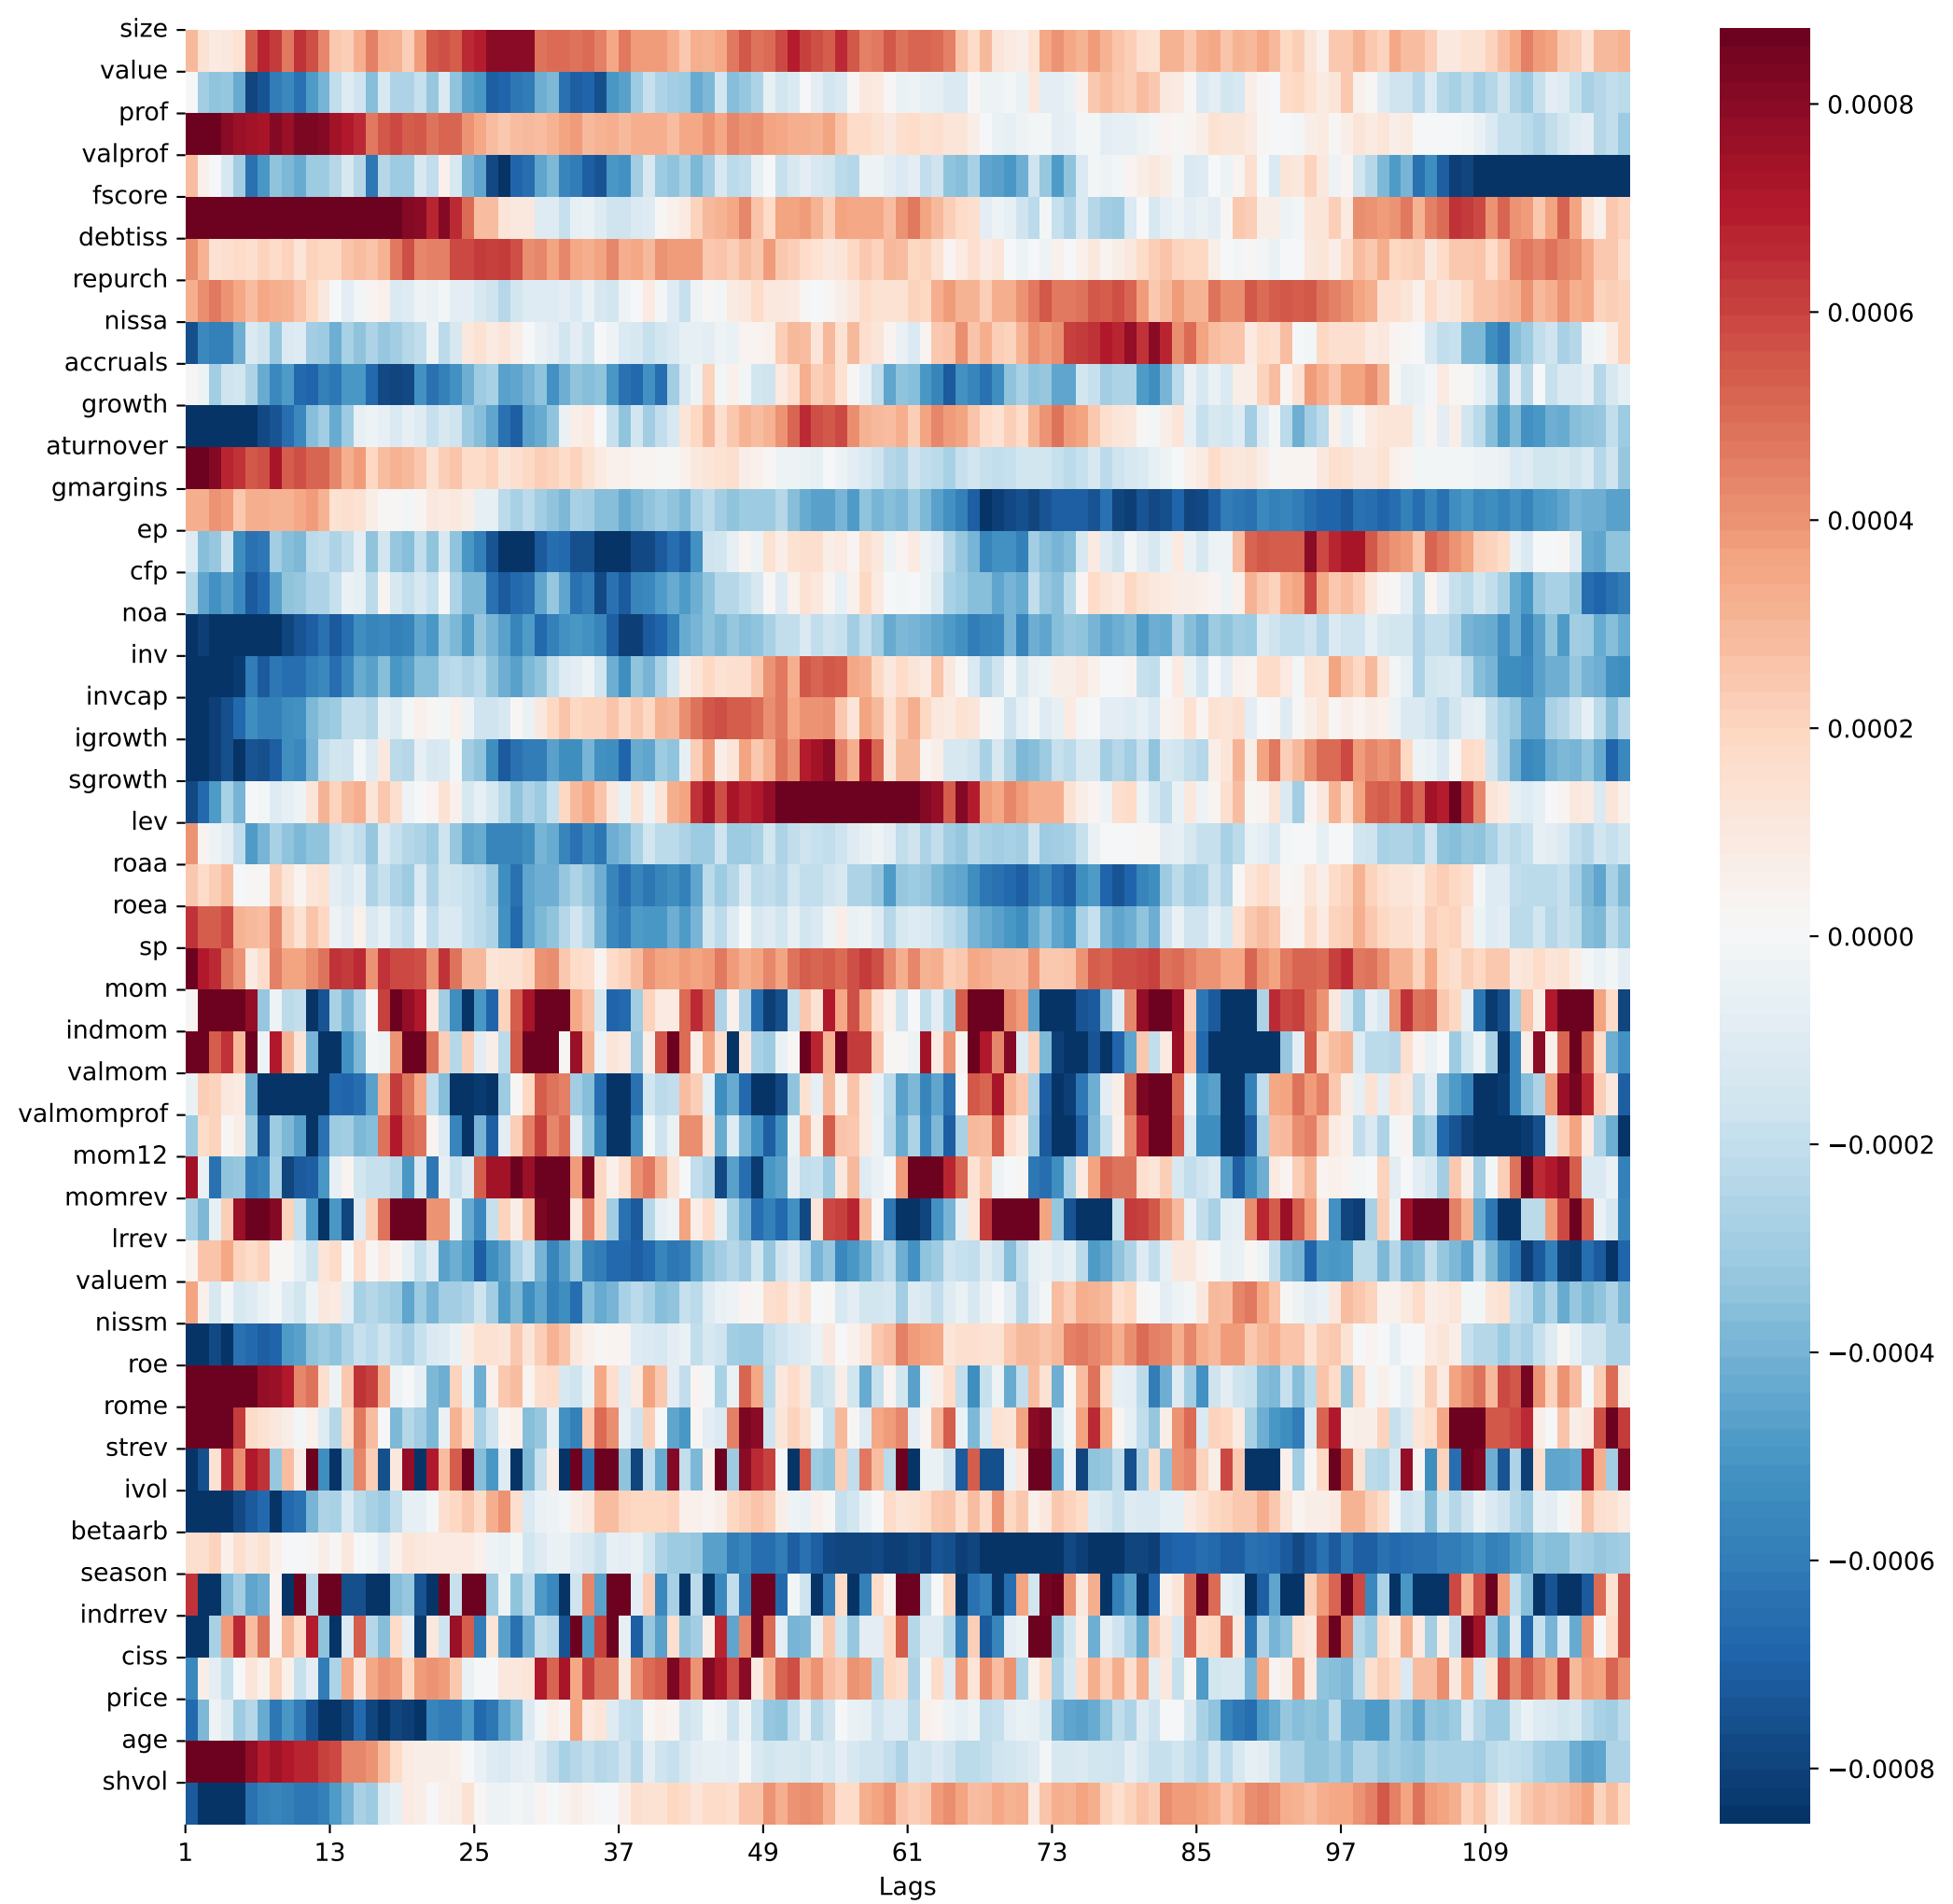 size
value
prof
valprof
fscore
debtiss
repurch
nissa
accruals
growth
aturnover
gmargins
ep
cfp
noa
inv
invcap
igrowth
sgrowth
lev
roaa
roea
sp
mom
indmom
valmom
valmomprof
mom12
momrev
lrrev
valuem
nissm
roe
rome
strev
ivol
betaarb
season
indrrev
ciss
price
age
shvol
1 13 25 37 49 61 73 85 97 109
Lags
0.0008
0.0006
0.0004
0.0002
0.0000
−0.0002
−0.0004
−0.0006
−0.0008